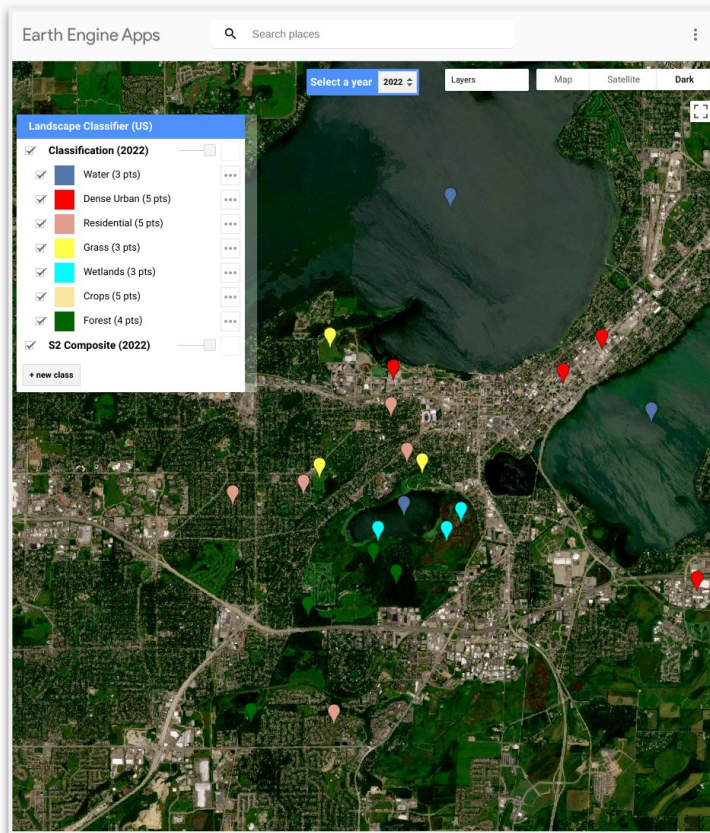 Earth Engine Apps
Search places
Select a year 2022
Layers
Map Satellite Dark
Landscape Classifier (US)
Classification (2022)
Water (3 pts)
Dense Urban (5 pts)
Residential (5 pts)
Grass (3 pts)
Wetlands (3 pts)
Crops (5 pts)
Forest (4 pts)
S2 Composite (2022)
+ new class